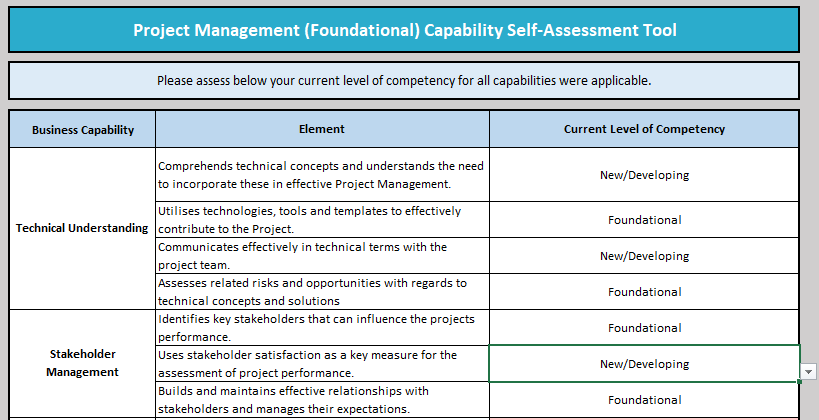 Project Management (Foundational) Capability Self-Assessment Tool
Please assess below your current level of competency for all capabilities were applicable.
Business Capability
Element
Current Level of Competency
Technical Understanding
Comprehends technical concepts and understands the need
to incorporate these in effective Project Management.
New/Developing
Utilises technologies, tools and templates to effectively
contribute to the Project.
Foundational
Communicates effectively in technical terms with the
project team.
New/Developing
Assesses related risks and opportunities with regards to
technical concepts and solutions
Foundational
Stakeholder
Management
Identifies key stakeholders that can influence the projects
performance.
Foundational
Uses stakeholder satisfaction as a key measure for the
assessment of project performance.
New/Developing
Builds and maintains effective relationships with
stakeholders and manages their expectations.
Foundational